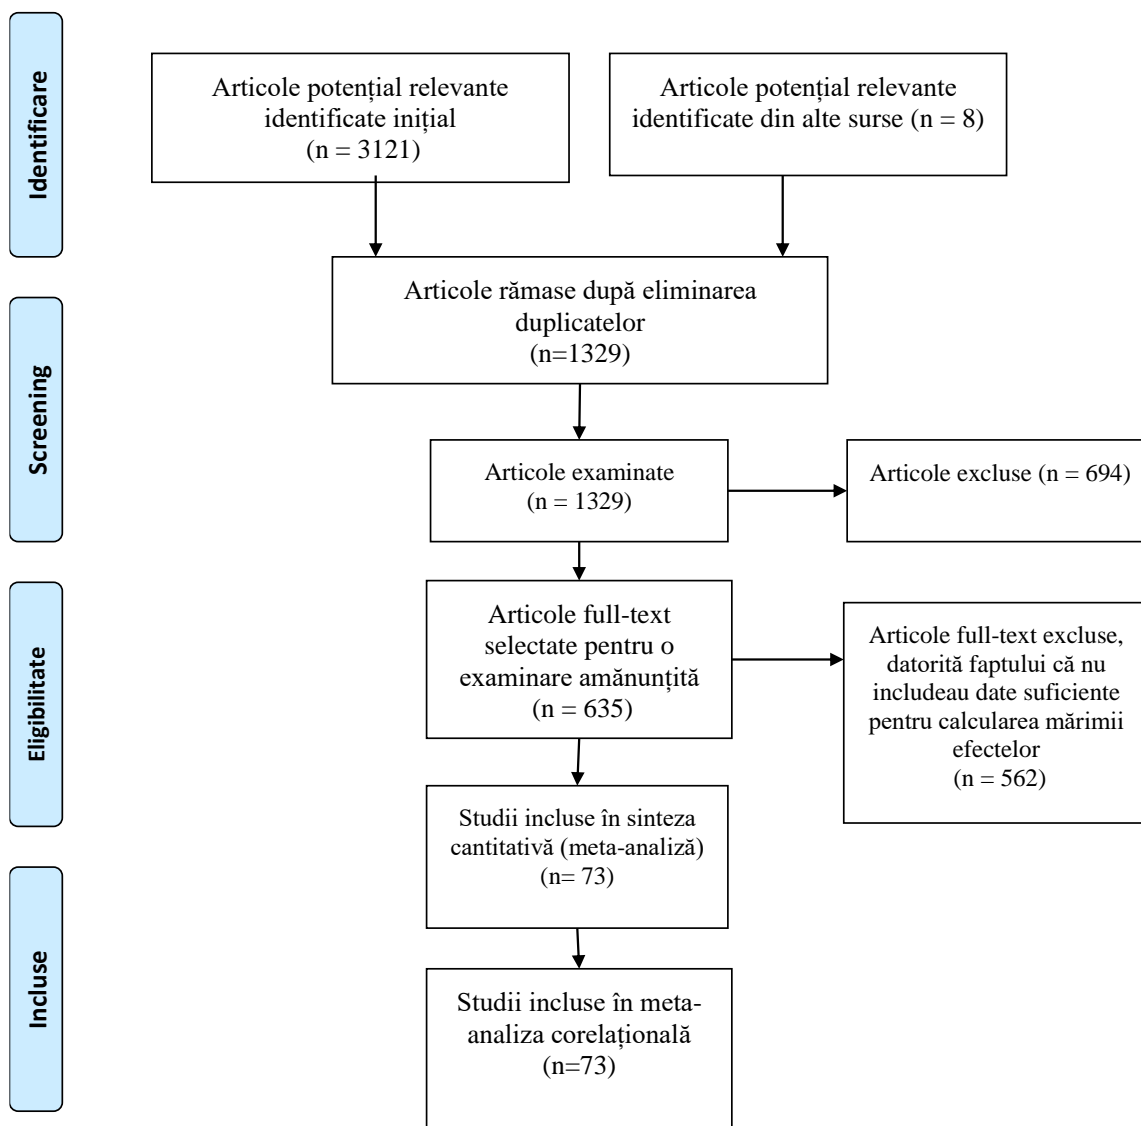 Identificare
Articole potențial relevante
identificate inițial
(n = 3121)
Articole potențial relevante
identificate din alte surse (n = 8)
Screening
Articole rămase după eliminarea
duplicatelor
(n=1329)
Articole examinate
(n = 1329)
Articole excluse (n = 694)
Eligibilitate
Articole full-text
selectate pentru o
examinare amănunțită
(n = 635)
Articole full-text excluse,
datorită faptului că nu
includeau date suficiente
pentru calcularea mărimii
efectelor
(n = 562)
Studii incluse în sinteza
cantitativă (meta-analiză)
(n= 73)
Incluse
Studii incluse în meta-
analiza corelațională
(n=73)